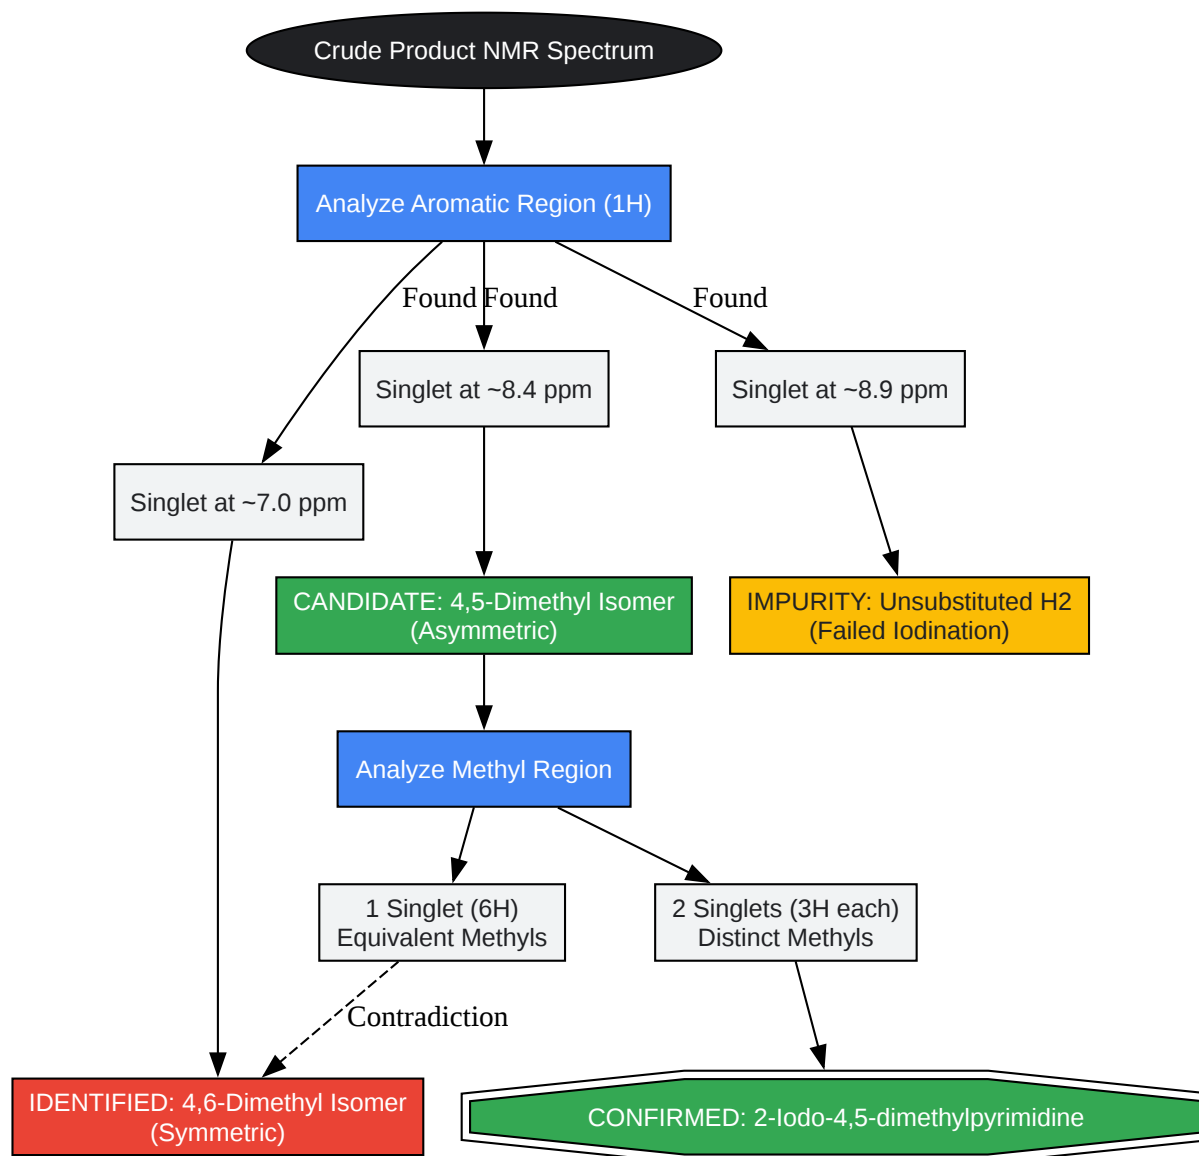 Crude Product NMR Spectrum
Analyze Aromatic Region (1H)
Found
Found
Found
Singlet at ~8.4 ppm
Singlet at ~8.9 ppm
Singlet at ~7.0 ppm
CANDIDATE: 4,5-Dimethyl Isomer
(Asymmetric)
IMPURITY: Unsubstituted H2
(Failed Iodination)
Analyze Methyl Region
1 Singlet (6H)
Equivalent Methyls
2 Singlets (3H each)
Distinct Methyls
Contradiction
IDENTIFIED: 4,6-Dimethyl Isomer
(Symmetric)
CONFIRMED: 2-Iodo-4,5-dimethylpyrimidine